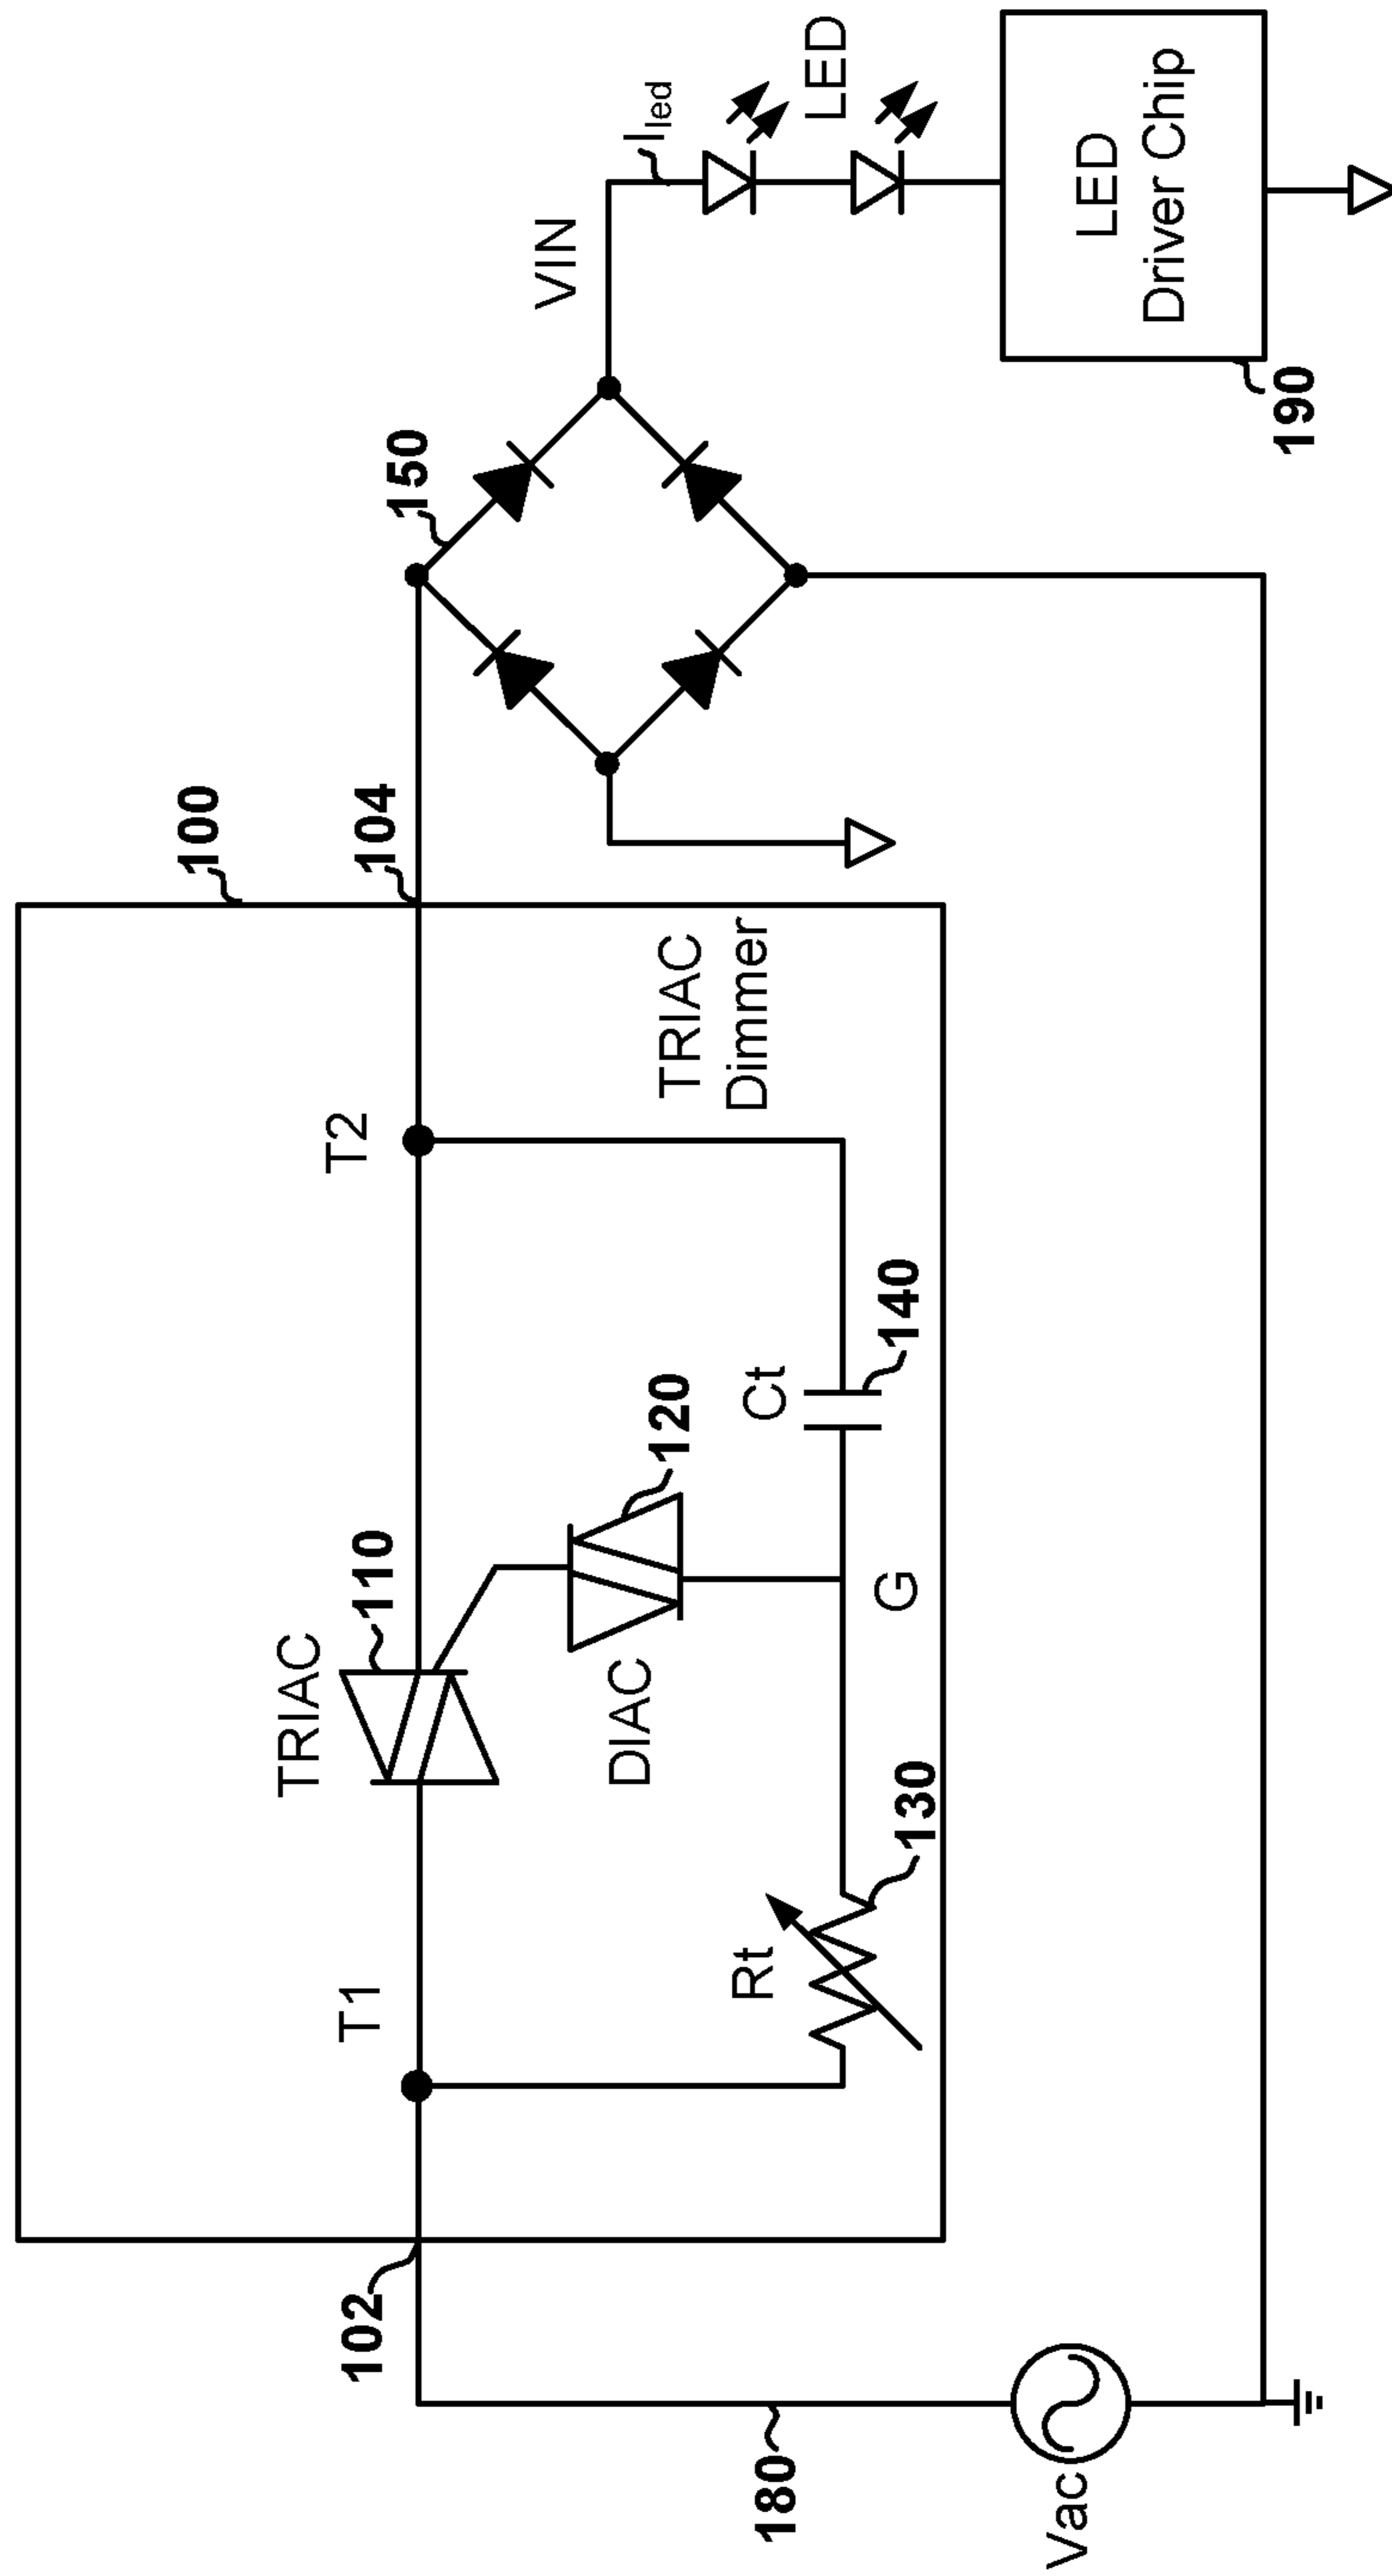 100
TRIAC
110
T1
T2
102
104
DIAC
120
Rt
130
G
Ct
140
TRIAC
Dimmer
150
VIN
Iled
LED
LED
Driver Chip
190
180
Vac